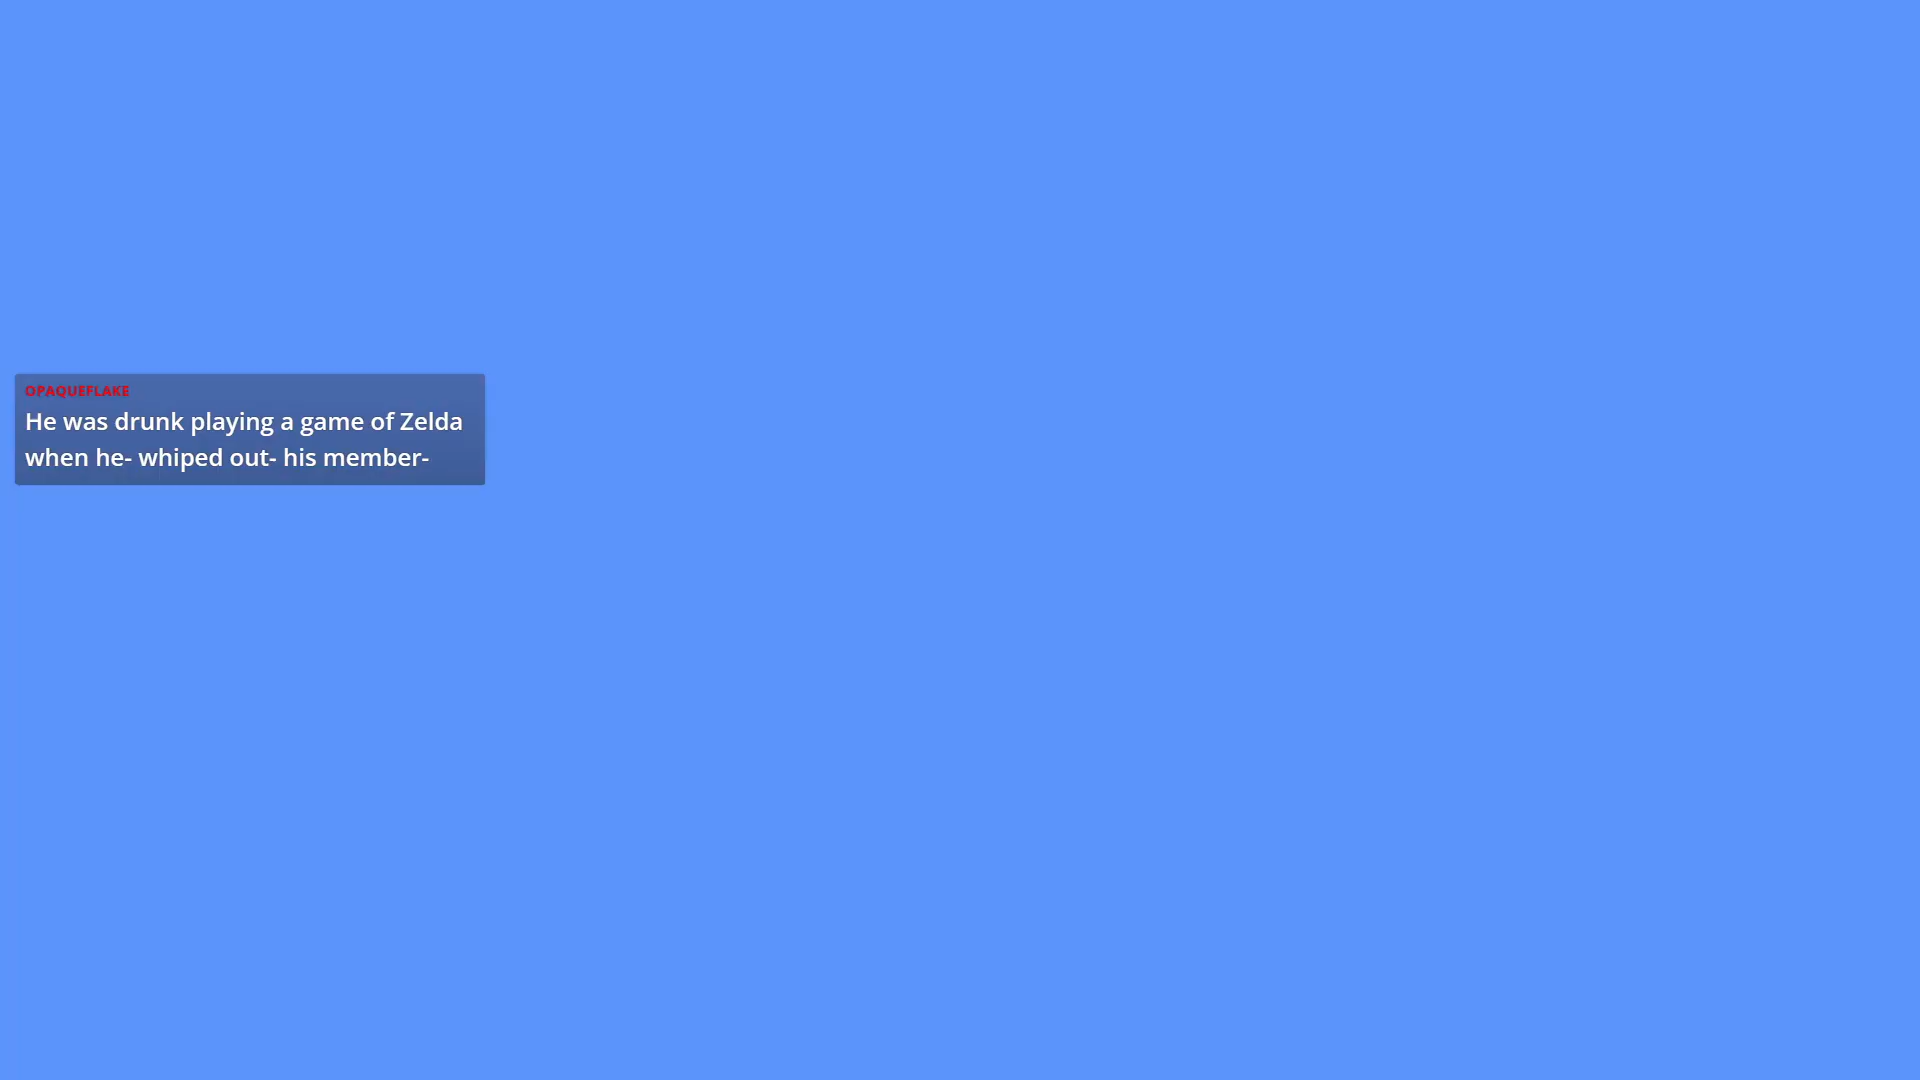 OPAQUEFLAKE
He was drunk playing a game of Zelda
when he- whiped out- his member-